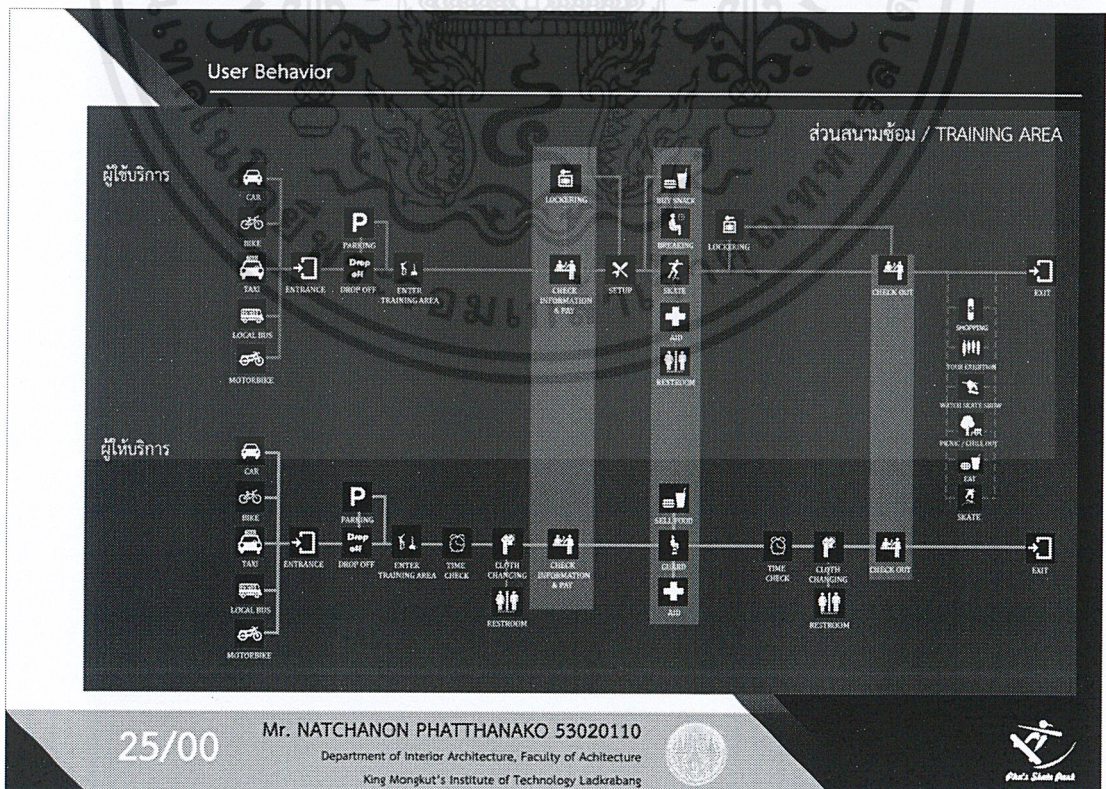 User Behavior
ส่วนสนามซ้อม / TRAINING AREA
ผู้ใช้บริการ
CAR
BIKE
TAXI
LOCAL BUS
MOTORBIKE
ENTRANCE
P
PARKING
Drop off
DROP OFF
ENTER TRAINING AREA
LOCKERING
CHECK INFORMATION & PAY
SETUP
BUY SNACK
BREAKING
SKATE
AID
RESTROOM
LOCKERING
CHECK OUT
SHOPPING
WATCH SKATE SHOW
PICNIC / CHILL OUT
EAT
SKATE
EXIT
ผู้ให้บริการ
CAR
BIKE
TAXI
LOCAL BUS
MOTORBIKE
ENTRANCE
P
PARKING
Drop off
DROP OFF
ENTER TRAINING AREA
TIME CHECK
CLOTH CHANGING
RESTROOM
CHECK INFORMATION & PAY
SELL FOOD
GUARD
AID
TIME CHECK
CLOTH CHANGING
RESTROOM
CHECK OUT
EXIT
25/00
Mr. NATCHANON PHATTHANAKO 53020110
Department of Interior Architecture, Faculty of Achitecture
King Mongkut's Institute of Technology Ladkrabang
Skate Park